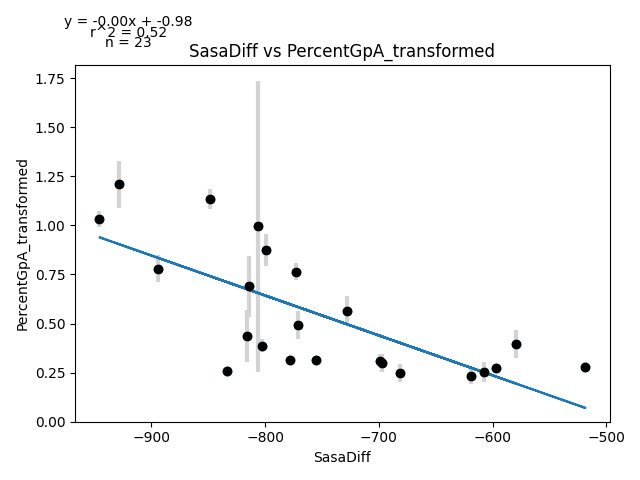 y = -0.00x + -0.98
r^2 = 0.52
n = 23
SasaDiff vs PercentGpA_transformed
PercentGpA_transformed
1.75
1.50
1.25
1.00
0.75
0.50
0.25
0.00
−900
−800
−700
−600
−500
SasaDiff